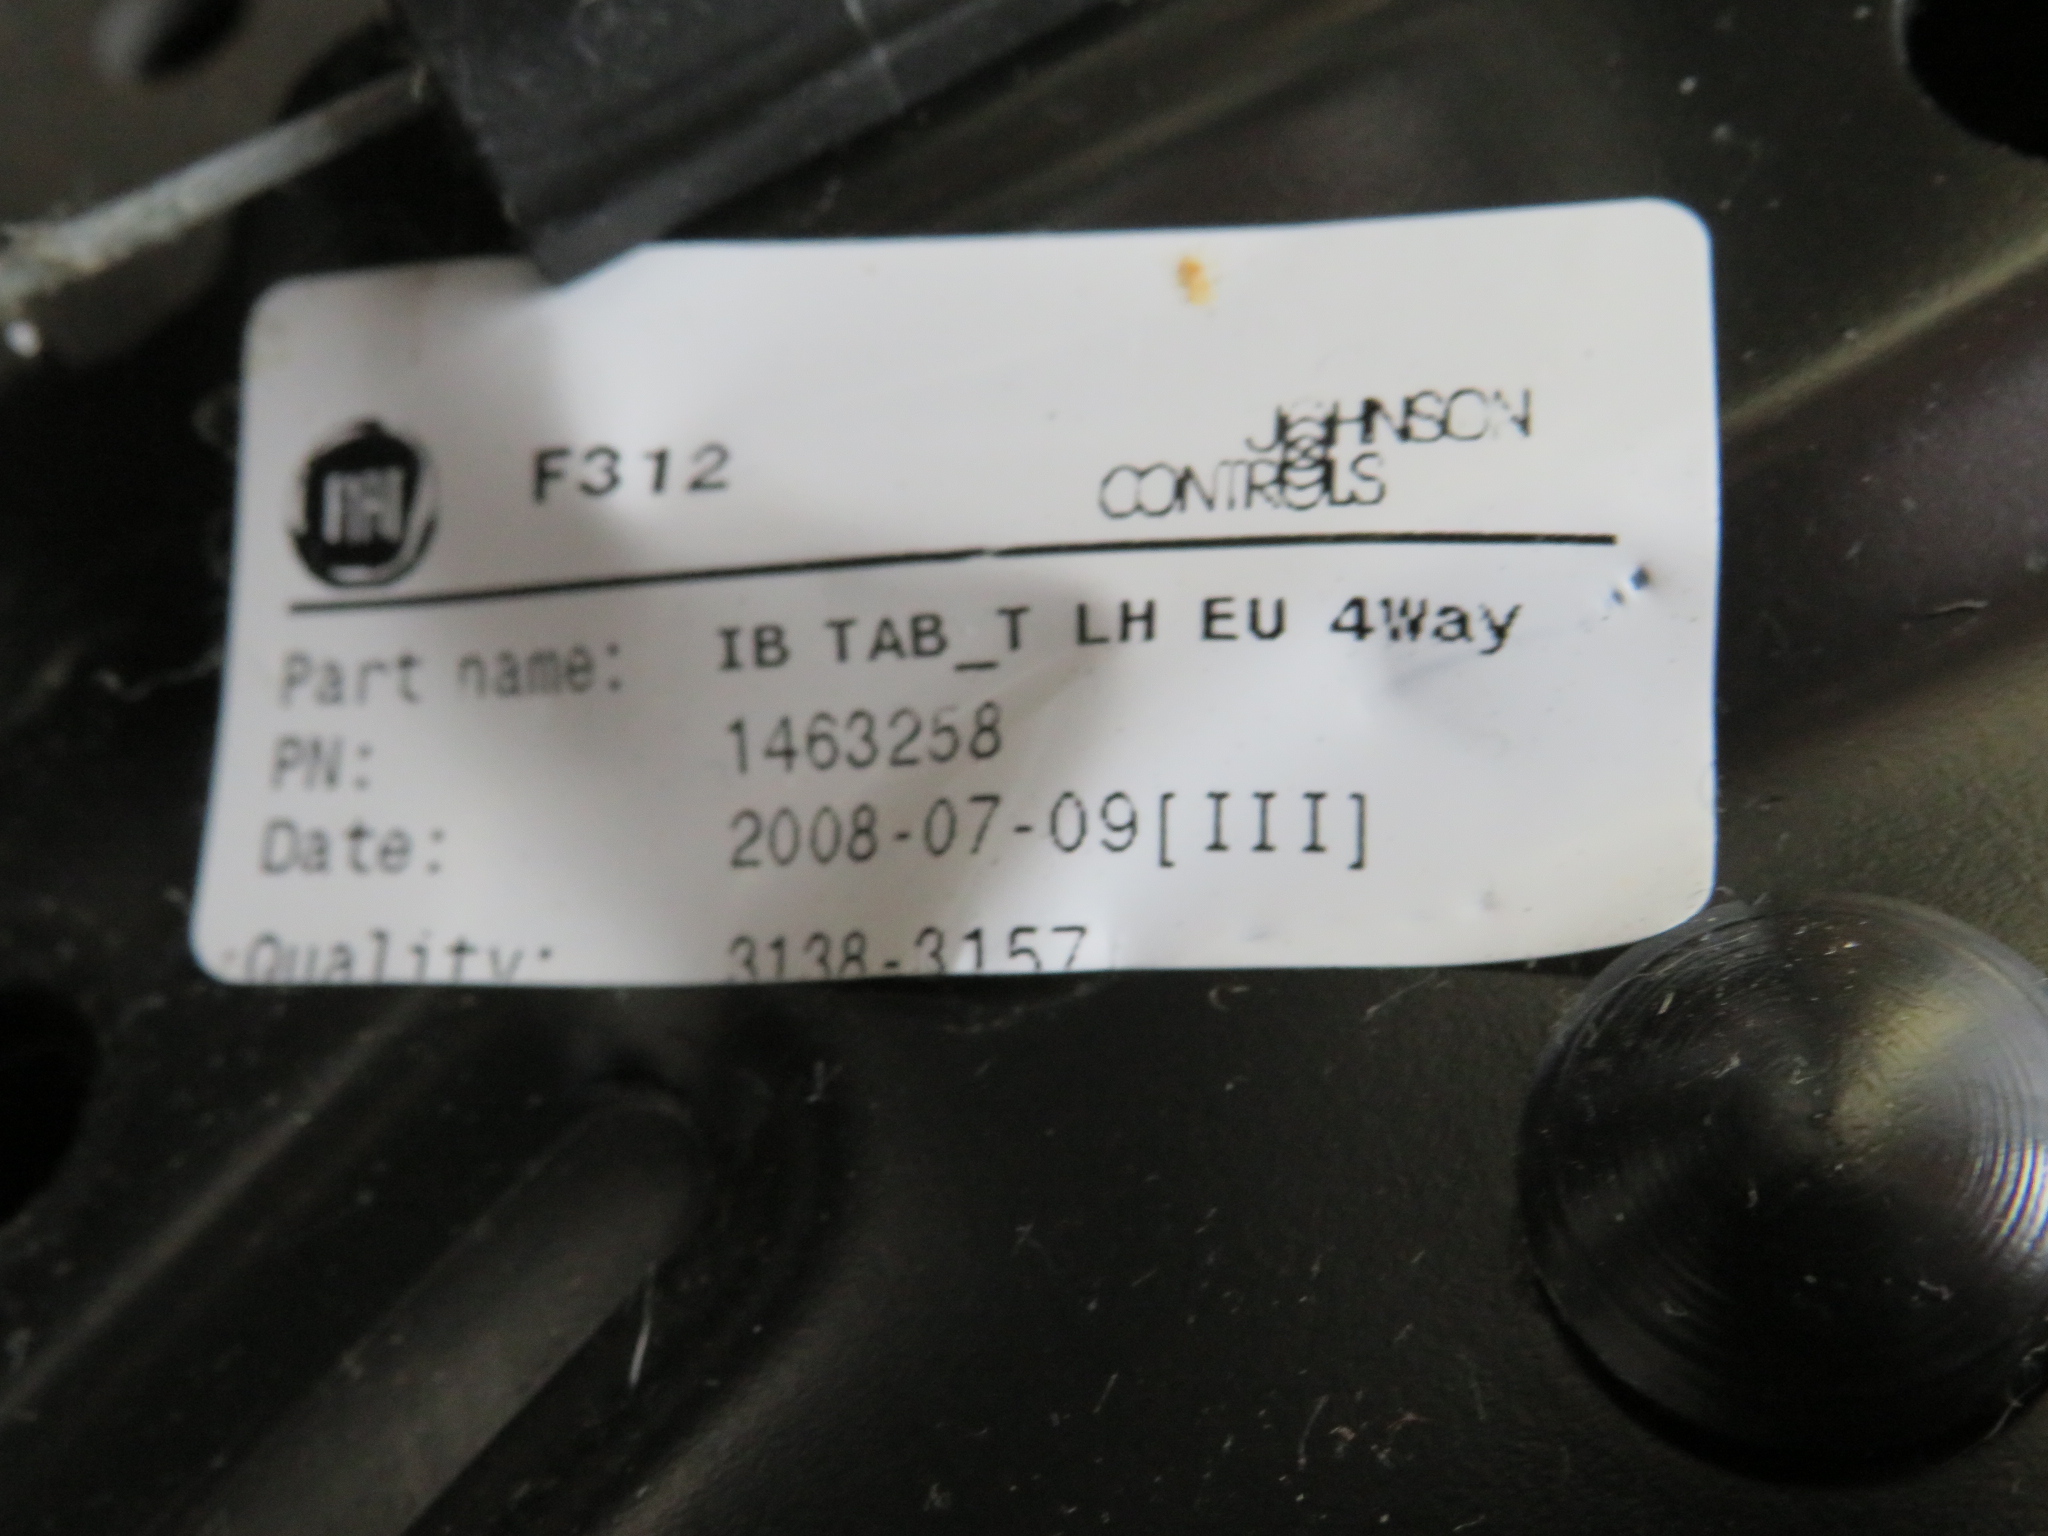 FIAT F312 JOHNSON
CONTROLS
Part name: IB TAB_T LH EU 4Way
PN: 1463258
Date: 2008-07-09[III]
Quality: 3138-3157